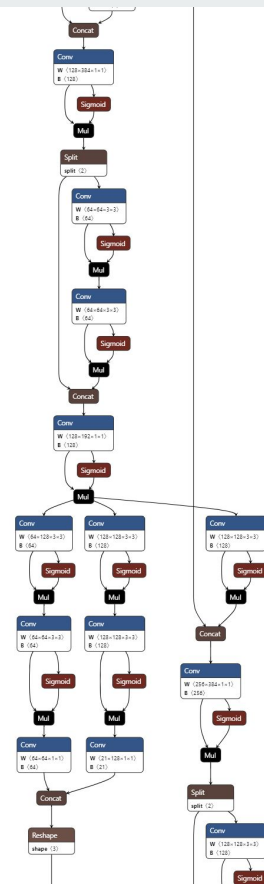 Concat
Conv
W ⟨128×384×1×1⟩
B ⟨128⟩
Sigmoid
Mul
Split
split ⟨2⟩
Conv
W ⟨64×64×3×3⟩
B ⟨64⟩
Sigmoid
Mul
Conv
W ⟨64×64×3×3⟩
B ⟨64⟩
Sigmoid
Mul
Concat
Conv
W ⟨128×192×1×1⟩
B ⟨128⟩
Sigmoid
Mul
Conv
W ⟨64×128×3×3⟩
B ⟨64⟩
Sigmoid
Mul
Conv
W ⟨64×64×3×3⟩
B ⟨64⟩
Sigmoid
Mul
Conv
W ⟨64×64×1×1⟩
B ⟨64⟩
Conv
W ⟨128×128×3×3⟩
B ⟨128⟩
Sigmoid
Mul
Conv
W ⟨128×128×3×3⟩
B ⟨128⟩
Sigmoid
Mul
Conv
W ⟨21×128×1×1⟩
B ⟨21⟩
Concat
Reshape
shape ⟨3⟩
Conv
W ⟨128×128×3×3⟩
B ⟨128⟩
Sigmoid
Mul
Concat
Conv
W ⟨256×384×1×1⟩
B ⟨256⟩
Sigmoid
Mul
Split
split ⟨2⟩
Conv
W ⟨128×128×3×3⟩
B ⟨128⟩
Sigmoid